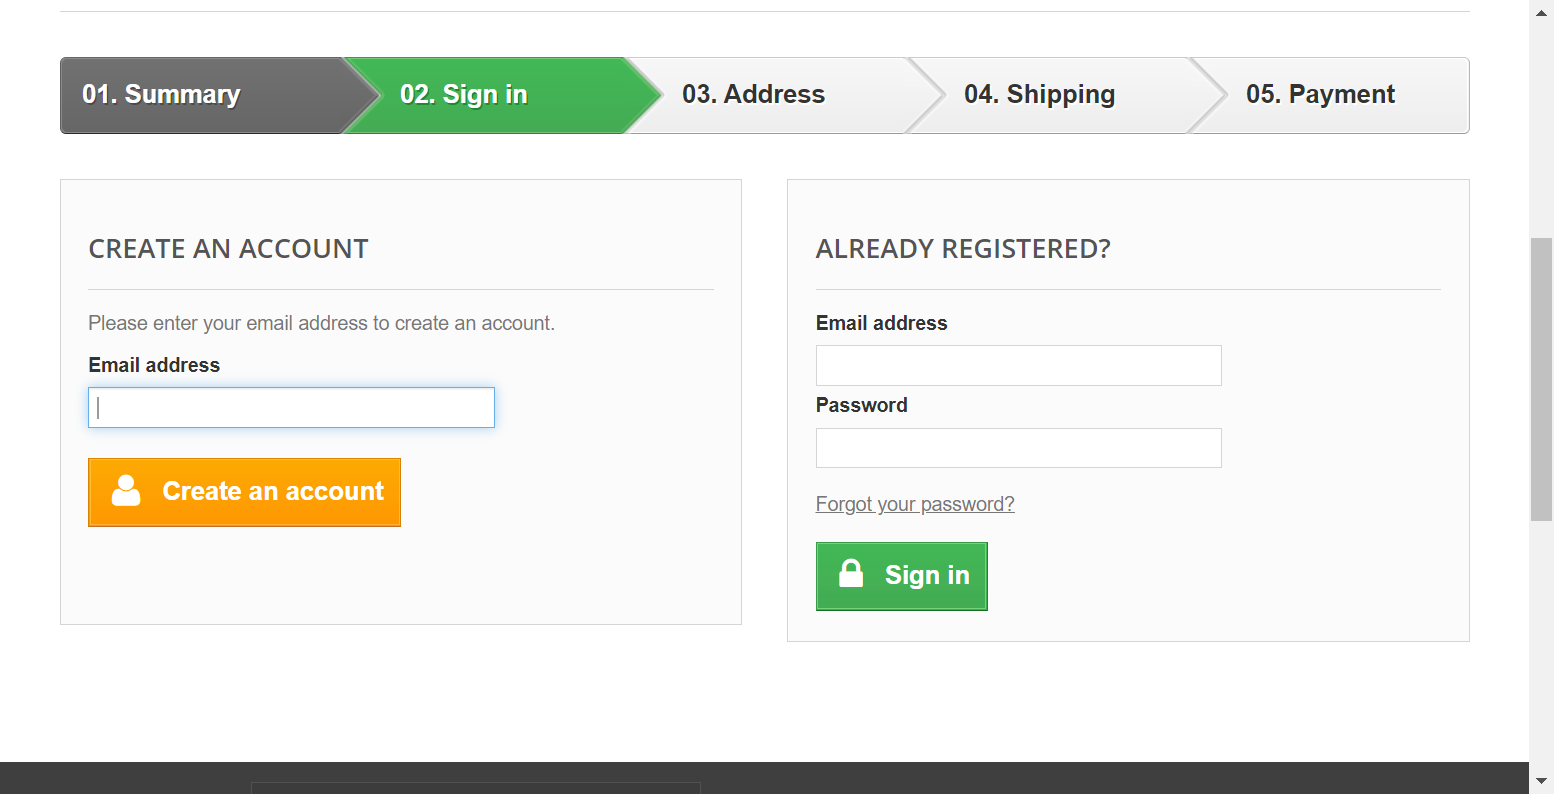 01. Summary
02. Sign in
03. Address
04. Shipping
05. Payment
CREATE AN ACCOUNT
Please enter your email address to create an account.
Email address
Create an account
ALREADY REGISTERED?
Email address
Password
Forgot your password?
Sign in